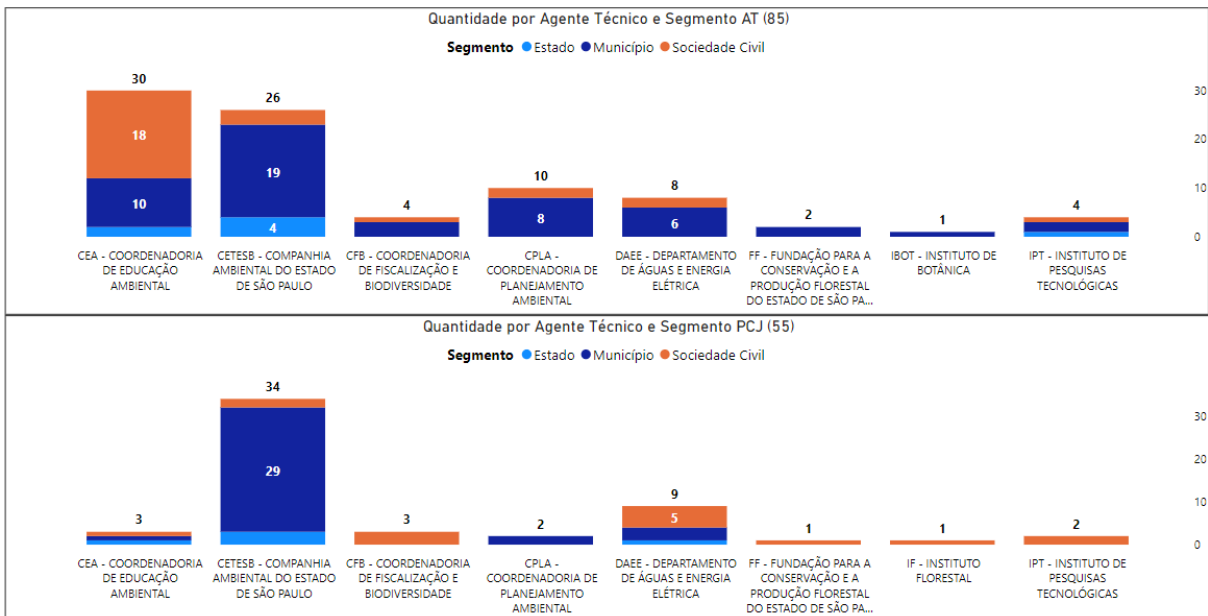 Quantidade por Agente Técnico e Segmento AT (85)
Segmento Estado Município Sociedade Civil
30
26
4
10
8
2
1
4
18
10
19
4
8
6
30
20
10
0
CEA - COORDENADORIA
DE EDUCAÇÃO
AMBIENTAL
CETESB - COMPANHIA
AMBIENTAL DO ESTADO
DE SÃO PAULO
CFB - COORDENADORIA
DE FISCALIZAÇÃO E
BIODIVERSIDADE
CPLA -
COORDENADORIA DE
PLANEJAMENTO
AMBIENTAL
DAEE - DEPARTAMENTO
DE ÁGUAS E ENERGIA
ELÉTRICA
FF - FUNDAÇÃO PARA A
CONSERVAÇÃO E A
PRODUÇÃO FLORESTAL
DO ESTADO DE SÃO PA...
IBOT - INSTITUTO DE
BOTÂNICA
IPT - INSTITUTO DE
PESQUISAS
TECNOLÓGICAS
Quantidade por Agente Técnico e Segmento PCJ (55)
Segmento Estado Município Sociedade Civil
3
34
3
2
9
1
1
2
29
5
30
20
10
0
CEA - COORDENADORIA
DE EDUCAÇÃO
AMBIENTAL
CETESB - COMPANHIA
AMBIENTAL DO ESTADO
DE SÃO PAULO
CFB - COORDENADORIA
DE FISCALIZAÇÃO E
BIODIVERSIDADE
CPLA -
COORDENADORIA DE
PLANEJAMENTO
AMBIENTAL
DAEE - DEPARTAMENTO
DE ÁGUAS E ENERGIA
ELÉTRICA
FF - FUNDAÇÃO PARA A
CONSERVAÇÃO E A
PRODUÇÃO FLORESTAL
DO ESTADO DE SÃO PA...
IF - INSTITUTO
FLORESTAL
IPT - INSTITUTO DE
PESQUISAS
TECNOLÓGICAS